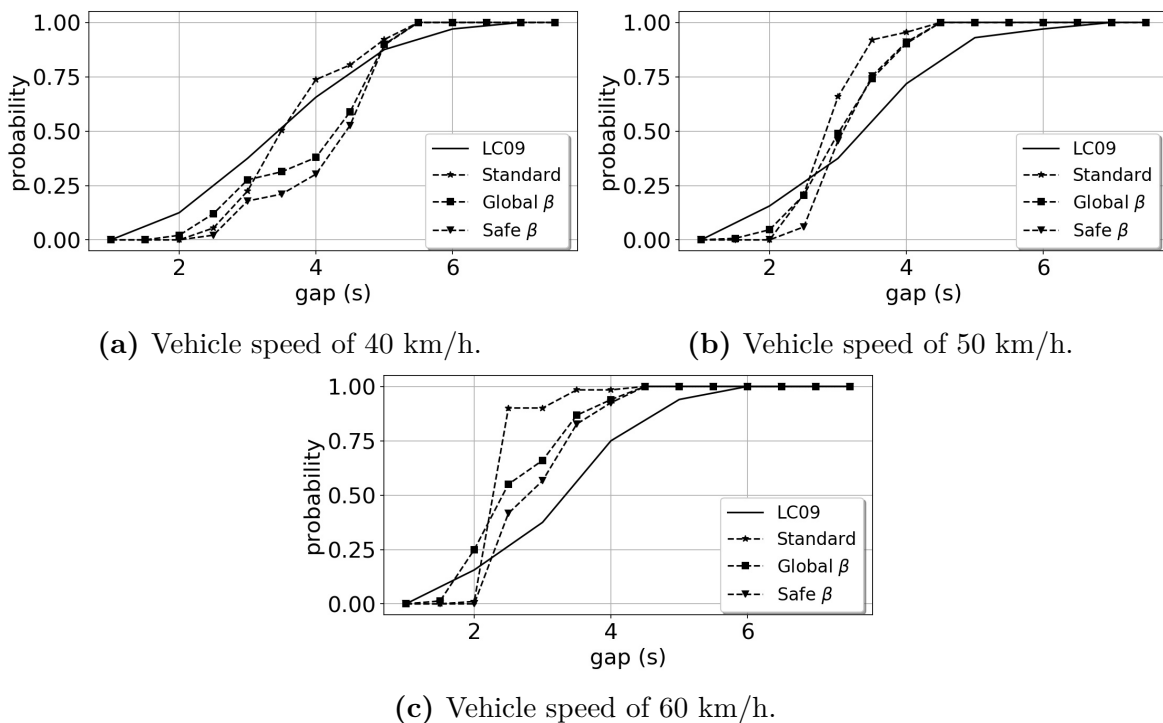 1.00
0.75
0.50
0.25
0.00
probability
2 4 6
gap (s)
LC09
Standard
Global β
Safe β
(a) Vehicle speed of 40 km/h.
1.00
0.75
0.50
0.25
0.00
probability
2 4 6
gap (s)
LC09
Standard
Global β
Safe β
(b) Vehicle speed of 50 km/h.
1.00
0.75
0.50
0.25
0.00
probability
2 4 6
gap (s)
LC09
Standard
Global β
Safe β
(c) Vehicle speed of 60 km/h.